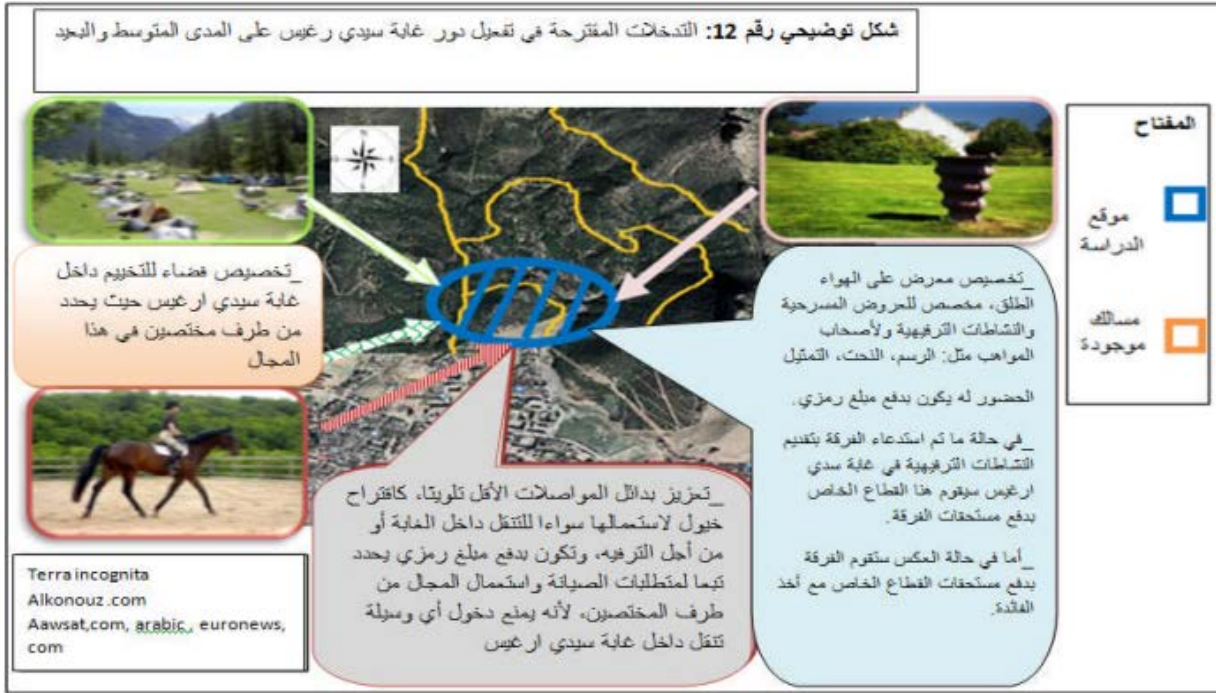 شكل توضيحي رقم 12: التدخلات المقترحة في تفعيل دور غابة سيدي رغيس على المدى المتوسط والبعيد
المفتاح
موقع
الدراسة
مسالك
موجودة
_تخصيص معرض على الهواء
الطلق، مخصص للعروض المسرحية
والنشاطات الترفيهية ولأصحاب
المواهب مثل: الرسم، النحت، التمثيل
الحضور له يكون بدفع مبلغ رمزي.
_في حالة ما تم استدعاء الفرقة بتقديم
النشاطات الترفيهية في غابة سدي
ارغيس سيقوم هنا القطاع الخاص
بدفع مستحقات الفرقة.
_أما في حالة العكس ستقوم الفرقة
بدفع مستحقات القطاع الخاص مع أخذ
الفائدة.
_تخصيص فضاء للتخييم داخل
غابة سيدي ارغيس حيث يحدد
من طرف مختصين في هذا
المجال
_تعزيز بدائل المواصلات الأقل تلويثا، كاقتراح
خيول لاستعمالها سواءا للتنقل داخل الغابة أو
من أجل الترفيه، وتكون بدفع مبلغ رمزي يحدد
تبعا لمتطلبات الصيانة واستعمال المجال من
طرف المختصين، لأنه يمنع دخول أي وسيلة
تنقل داخل غابة سيدي ارغيس
Terra incognita
Alkonouz .com
Aawsat,com, arabic , euronews,
com